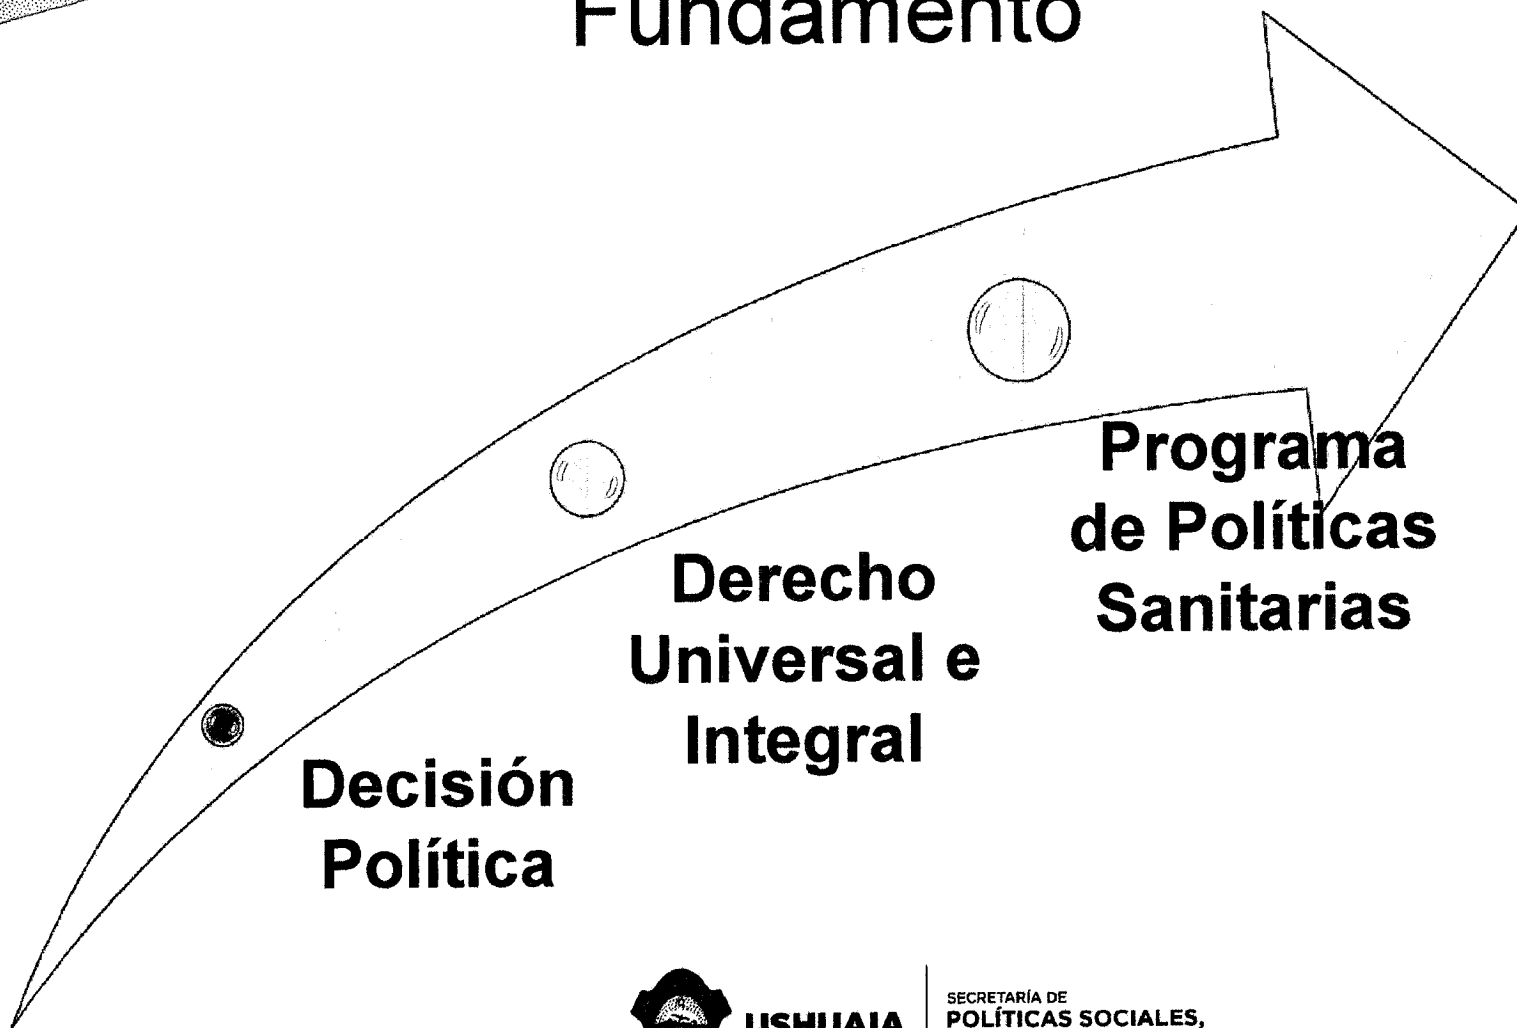 Fundamento
Programa
de Políticas
Sanitarias
Derecho
Universal e
Integral
Decisión
Política
USHUAIA
SECRETARÍA DE
POLÍTICAS SOCIALES,